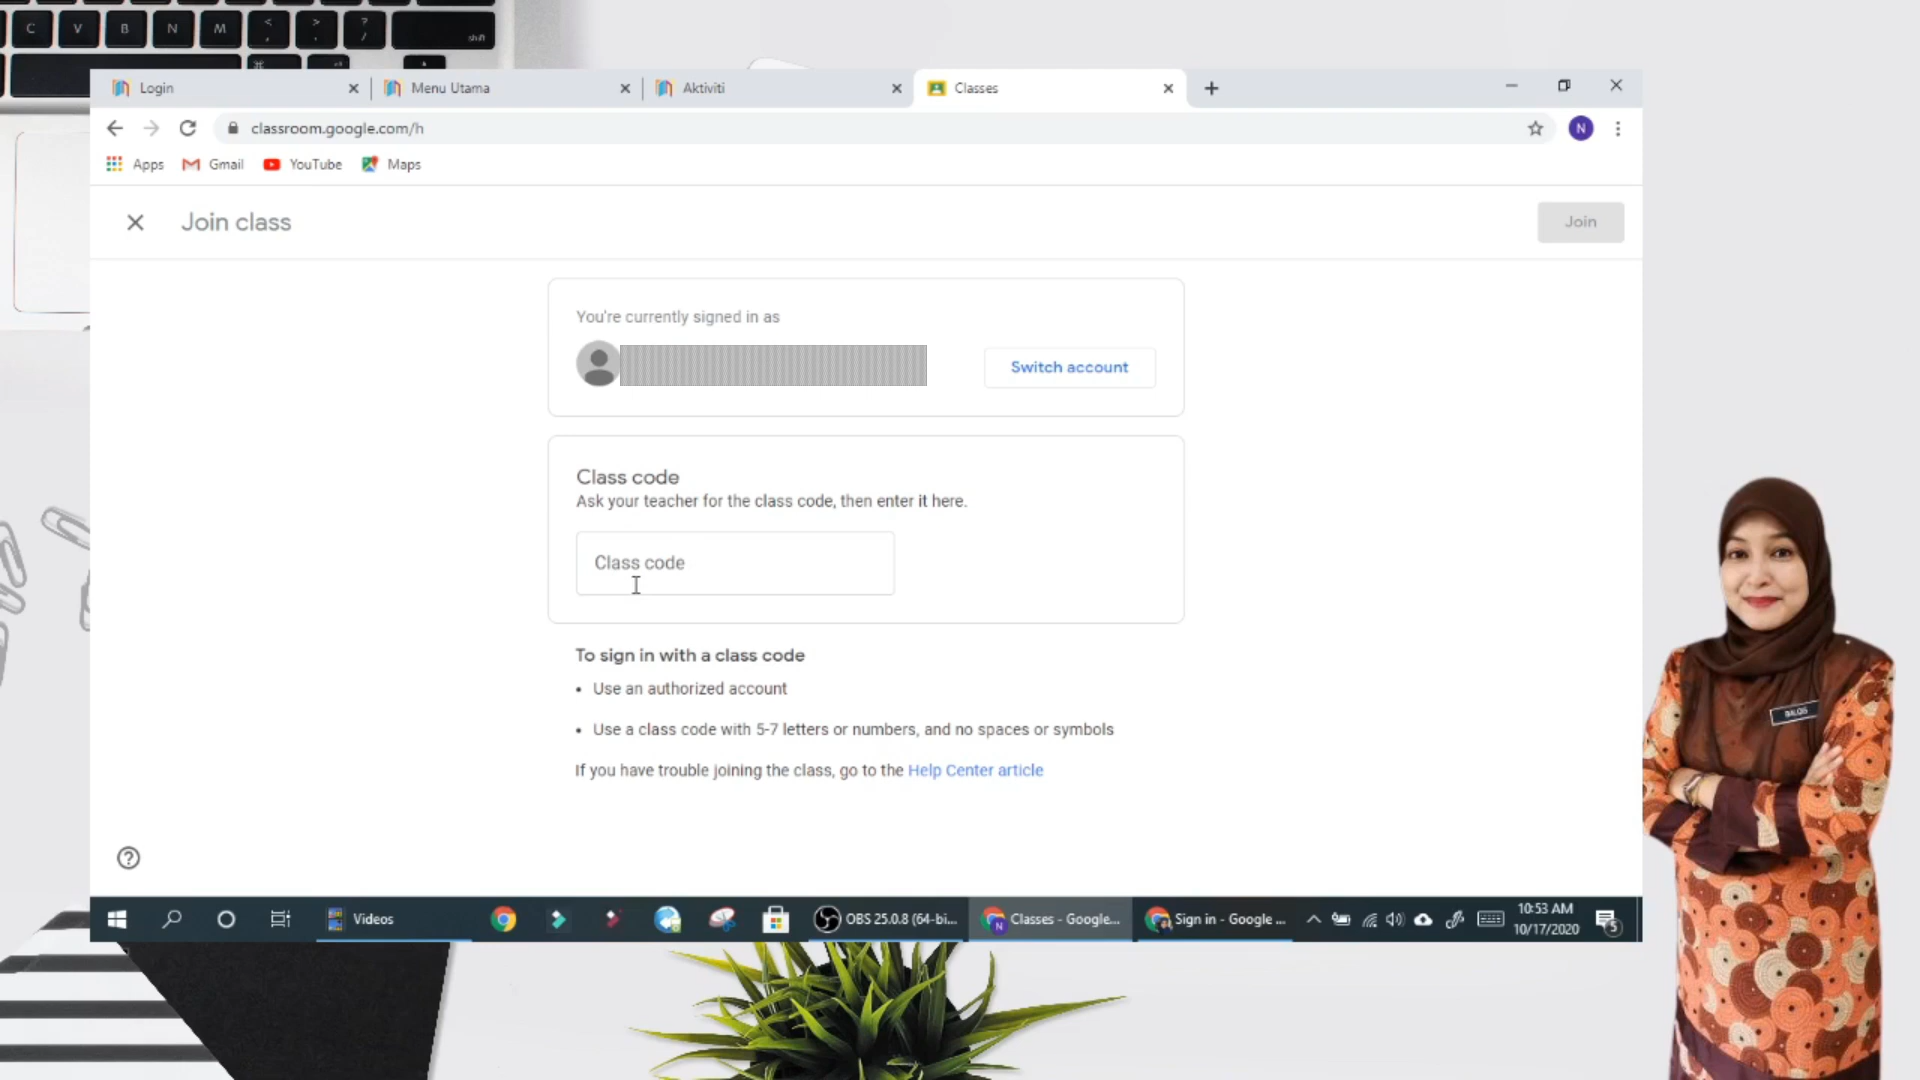 C V B N M < , > . ? / shift
⌘ alt
Login
Menu Utama
Aktiviti
Classes
classroom.google.com/h
N
Apps
Gmail
YouTube
Maps
Join class
Join
You're currently signed in as
Switch account
Class code
Ask your teacher for the class code, then enter it here.
Class code
To sign in with a class code
• Use an authorized account
• Use a class code with 5-7 letters or numbers, and no spaces or symbols
If you have trouble joining the class, go to the Help Center article
Videos
OBS 25.0.8 (64-bi...
Classes - Google...
Sign in - Google ...
10:53 AM
10/17/2020
5